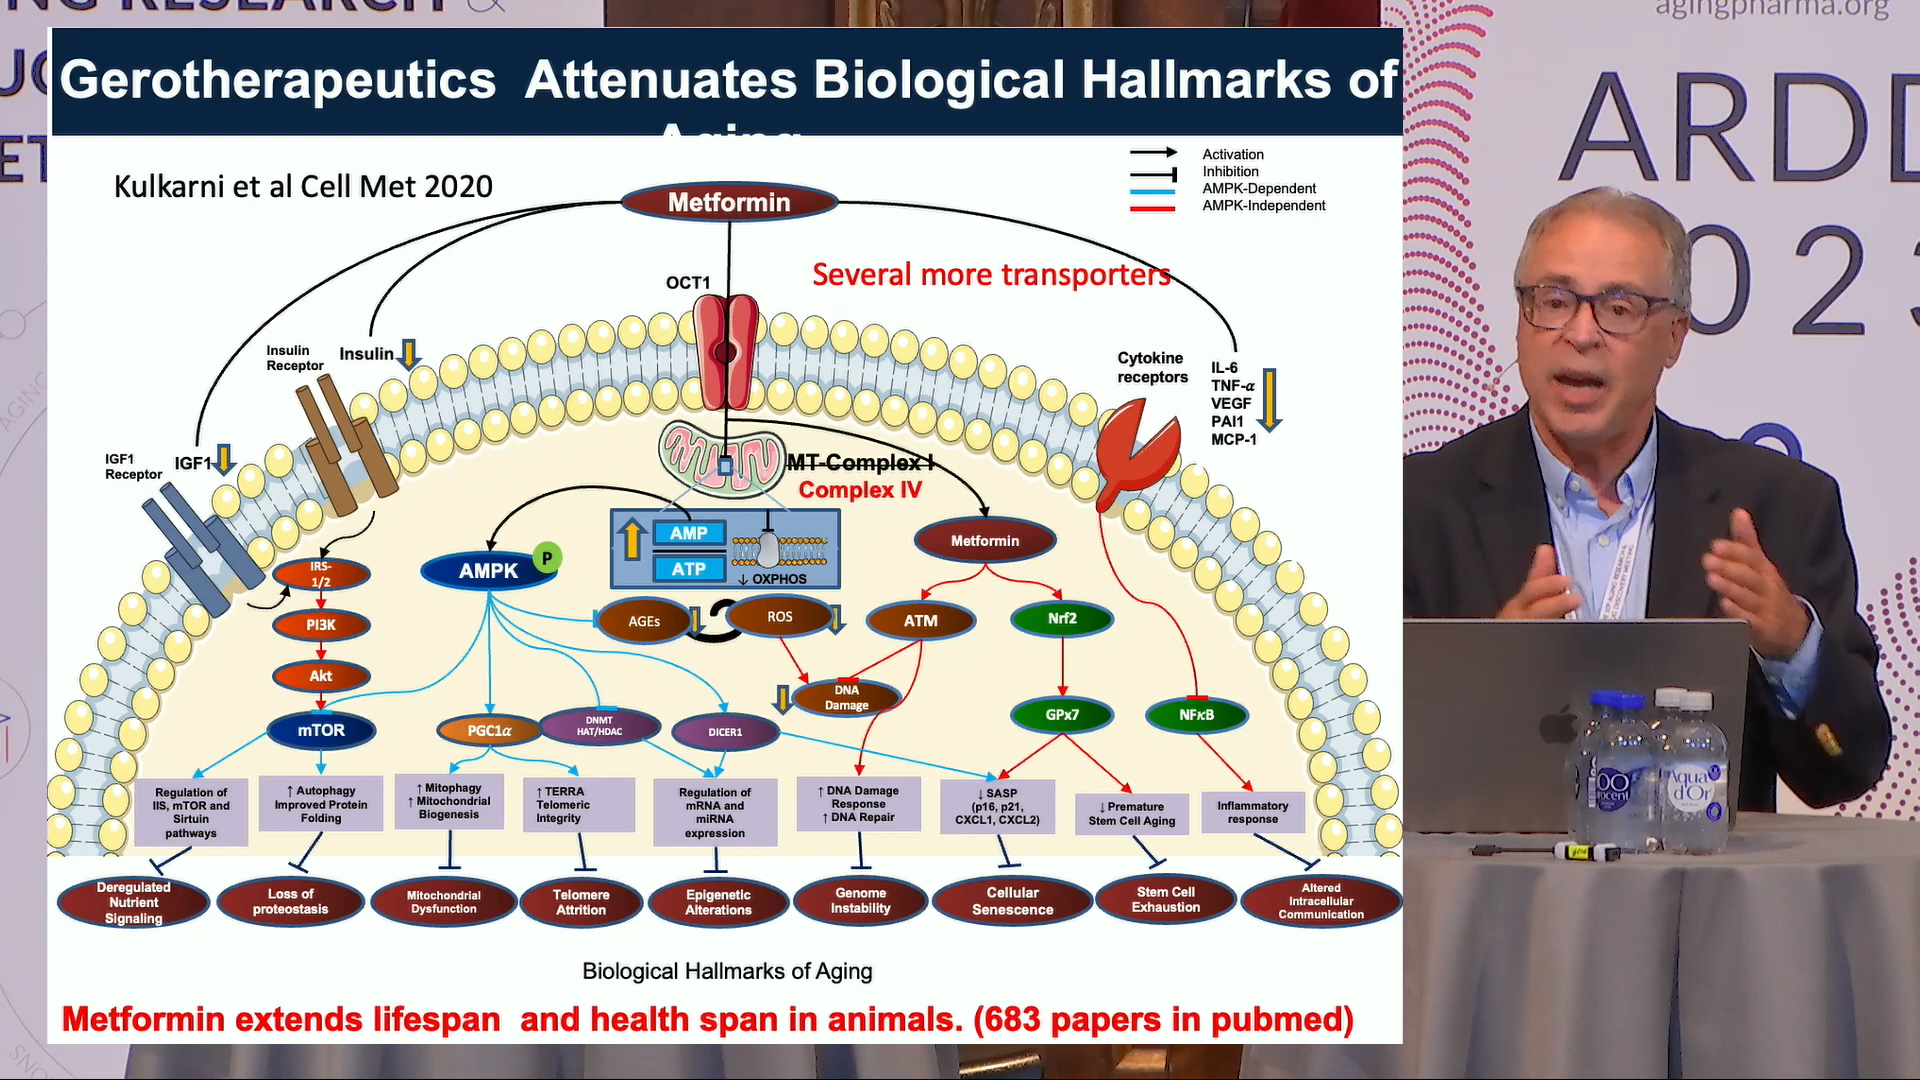 NG RESEARCH &
agingpharma.org
Gerotherapeutics Attenuates Biological Hallmarks of
Aging
ARDD
2023
Kulkarni et al Cell Met 2020
Activation
Inhibition
AMPK-Dependent
AMPK-Independent
Metformin
Several more transporters
OCT1
Insulin
Receptor
Insulin
Cytokine
receptors
IL-6
TNF-α
VEGF
PAI1
MCP-1
IGF1
Receptor
IGF1
MT-Complex I
Complex IV
AMP
ATP
↓ OXPHOS
Metformin
AMPK
P
IRS-
1/2
PI3K
Akt
mTOR
AGEs
ROS
ATM
Nrf2
DNA
Damage
PGC1α
DNMT
HAT/HDAC
DICER1
GPx7
NFκB
Regulation of
IIS, mTOR and
Sirtuin
pathways
↑ Autophagy
Improved Protein
Folding
↑ Mitophagy
↑ Mitochondrial
Biogenesis
↑ TERRA
Telomeric
Integrity
Regulation of
mRNA and
miRNA
expression
↑ DNA Damage
Response
↑ DNA Repair
↓ SASP
(p16, p21,
CXCL1, CXCL2)
↓ Premature
Stem Cell Aging
Inflammatory
response
Deregulated
Nutrient
Signaling
Loss of
proteostasis
Mitochondrial
Dysfunction
Telomere
Attrition
Epigenetic
Alterations
Genome
Instability
Cellular
Senescence
Stem Cell
Exhaustion
Altered
Intracellular
Communication
Biological Hallmarks of Aging
Metformin extends lifespan and health span in animals. (683 papers in pubmed)
Aqua
d'Or